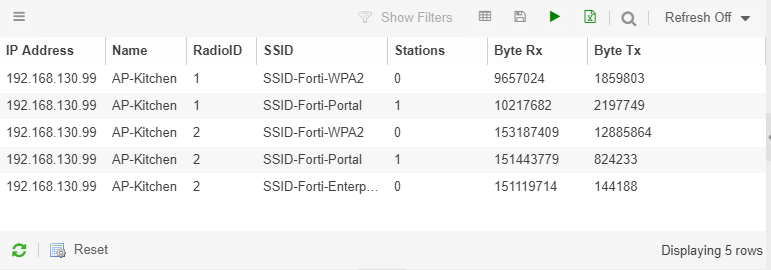 Show Filters Refresh Off
IP Address Name RadioID SSID Stations Byte Rx Byte Tx
192.168.130.99 AP-Kitchen 1 SSID-Forti-WPA2 0 9657024 1859803
192.168.130.99 AP-Kitchen 1 SSID-Forti-Portal 1 10217682 2197749
192.168.130.99 AP-Kitchen 2 SSID-Forti-WPA2 0 153187409 12885864
192.168.130.99 AP-Kitchen 2 SSID-Forti-Portal 1 151443779 824233
192.168.130.99 AP-Kitchen 2 SSID-Forti-Enterp... 0 151119714 144188
Reset Displaying 5 rows